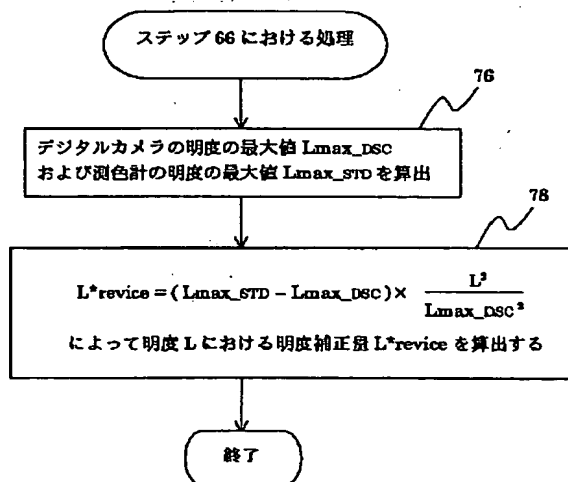 ステップ66における処理
76
デジタルカメラの明度の最大値 Lmax_DSC
および測色計の明度の最大値 Lmax_STD を算出
78
L*revice = ( Lmax_STD − Lmax_DSC ) × L² / Lmax_DSC²
によって明度 L における明度補正量 L*revice を算出する
終了